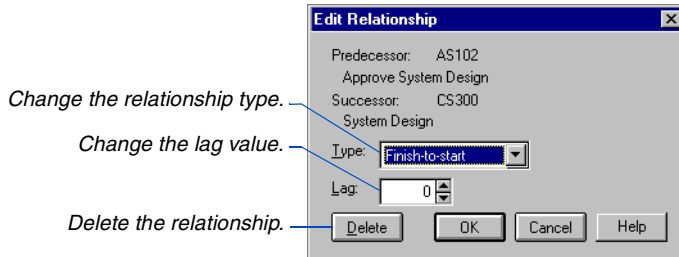 Edit Relationship
Predecessor: AS102
Approve System Design
Successor: CS300
System Design
Change the relationship type.
Type: Finish-to-start
Change the lag value.
Lag: 0
Delete the relationship.
Delete OK Cancel Help